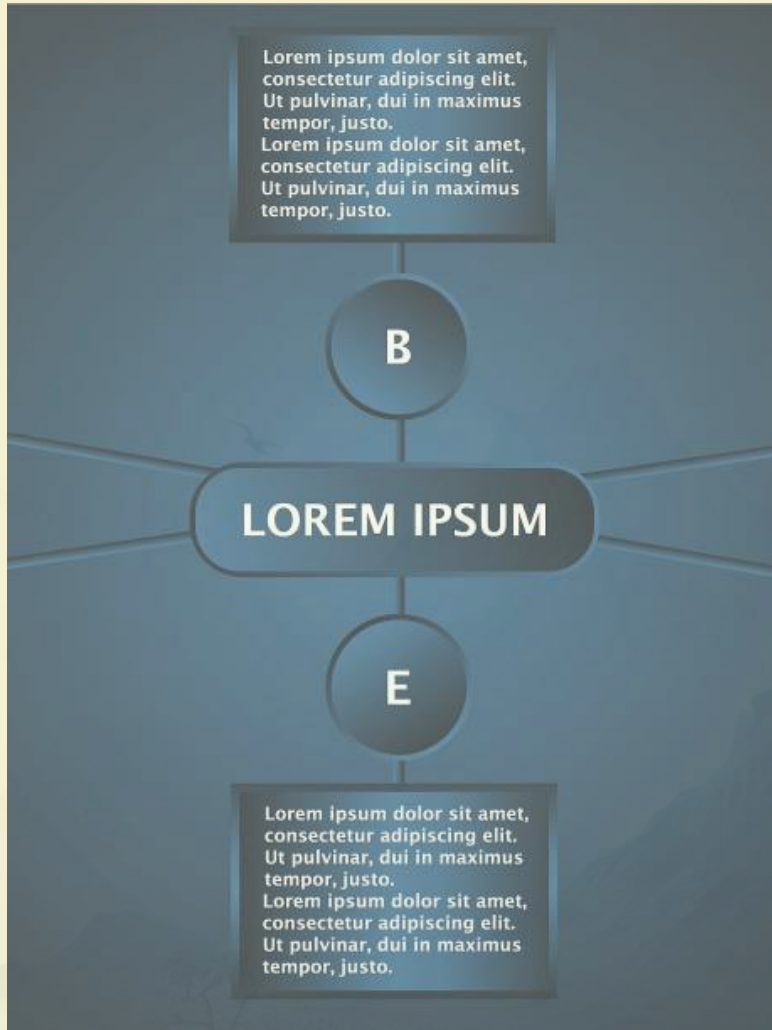 Lorem ipsum dolor sit amet,
consectetur adipiscing elit.
Ut pulvinar, dui in maximus
tempor, justo.
Lorem ipsum dolor sit amet,
consectetur adipiscing elit.
Ut pulvinar, dui in maximus
tempor, justo.
B
LOREM IPSUM
E
Lorem ipsum dolor sit amet,
consectetur adipiscing elit.
Ut pulvinar, dui in maximus
tempor, justo.
Lorem ipsum dolor sit amet,
consectetur adipiscing elit.
Ut pulvinar, dui in maximus
tempor, justo.